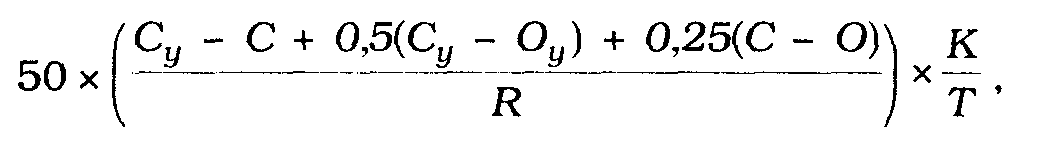 50 × ( (C_y − C + 0,5(C_y − O_y) + 0,25(C − O)) / R ) × K/T ,